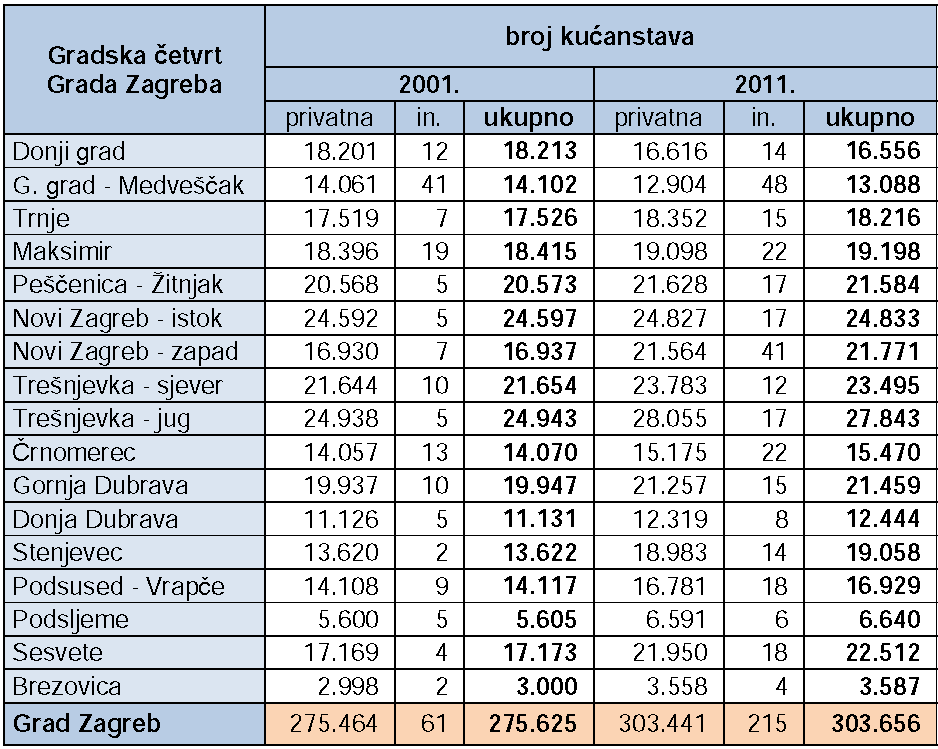 Gradska četvrt
Grada Zagreba
broj kućanstava
2001. 2011.
privatna in. ukupno privatna in. ukupno
Donji grad 18.201 12 18.213 16.616 14 16.556
G. grad - Medveščak 14.061 41 14.102 12.904 48 13.088
Trnje 17.519 7 17.526 18.352 15 18.216
Maksimir 18.396 19 18.415 19.098 22 19.198
Peščenica - Žitnjak 20.568 5 20.573 21.628 17 21.584
Novi Zagreb - istok 24.592 5 24.597 24.827 17 24.833
Novi Zagreb - zapad 16.930 7 16.937 21.564 41 21.771
Trešnjevka - sjever 21.644 10 21.654 23.783 12 23.495
Trešnjevka - jug 24.938 5 24.943 28.055 17 27.843
Črnomerec 14.057 13 14.070 15.175 22 15.470
Gornja Dubrava 19.937 10 19.947 21.257 15 21.459
Donja Dubrava 11.126 5 11.131 12.319 8 12.444
Stenjevec 13.620 2 13.622 18.983 14 19.058
Podsused - Vrapče 14.108 9 14.117 16.781 18 16.929
Podsljeme 5.600 5 5.605 6.591 6 6.640
Sesvete 17.169 4 17.173 21.950 18 22.512
Brezovica 2.998 2 3.000 3.558 4 3.587
Grad Zagreb 275.464 61 275.625 303.441 215 303.656